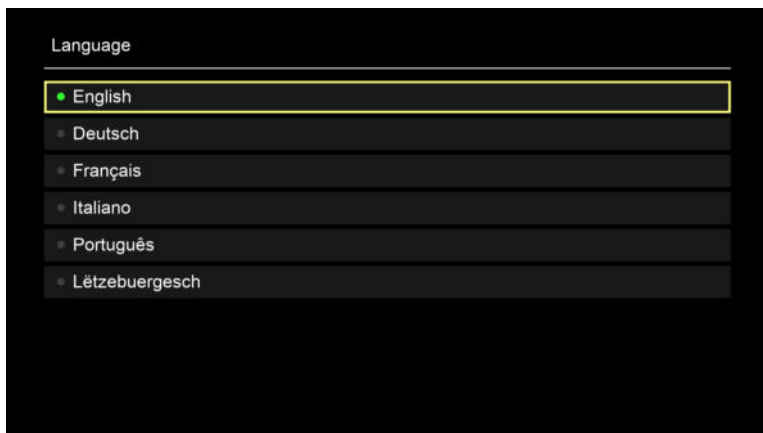 Language
English
Deutsch
Français
Italiano
Português
Lëtzebuergesch